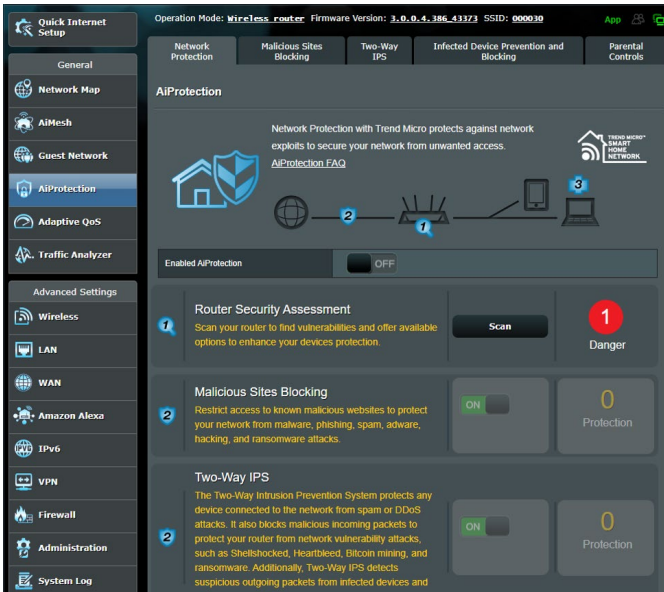 Quick Internet
Setup
Operation Mode: Wireless router Firmware Version: 3.0.0.4.386_43373 SSID: 000030
App
General
Network Map
AiMesh
Guest Network
AiProtection
Adaptive QoS
Traffic Analyzer
Advanced Settings
Wireless
LAN
WAN
Amazon Alexa
IPv6
VPN
Firewall
Administration
System Log
Network
Protection
Malicious Sites
Blocking
Two-Way
IPS
Infected Device Prevention and
Blocking
Parental
Controls
AiProtection
Network Protection with Trend Micro protects against network
exploits to secure your network from unwanted access.
AiProtection FAQ
TREND MICRO™
SMART
HOME
NETWORK
2
1
3
Enabled AiProtection
OFF
1
Router Security Assessment
Scan your router to find vulnerabilities and offer available
options to enhance your devices protection.
Scan
1
Danger
2
Malicious Sites Blocking
Restrict access to known malicious websites to protect
your network from malware, phishing, spam, adware,
hacking, and ransomware attacks.
ON
0
Protection
2
Two-Way IPS
The Two-Way Intrusion Prevention System protects any
device connected to the network from spam or DDoS
attacks. It also blocks malicious incoming packets to
protect your router from network vulnerability attacks,
such as Shellshocked, Heartbleed, Bitcoin mining, and
ransomware. Additionally, Two-Way IPS detects
suspicious outgoing packets from infected devices and
ON
0
Protection